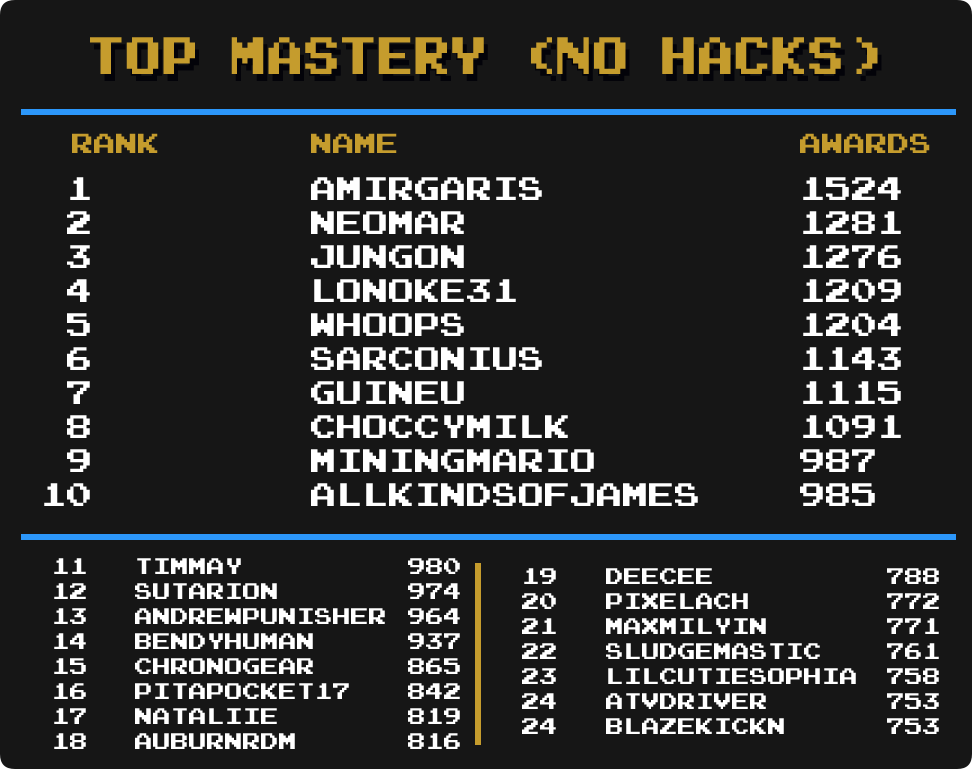 TOP MASTERY (NO HACKS)
RANK NAME AWARDS
1 AMIRGARIS 1524
2 NEOMAR 1281
3 JUNGON 1276
4 LONOKE31 1209
5 WHOOPS 1204
6 SARCONIUS 1143
7 GUINEU 1115
8 CHOCCYMILK 1091
9 MININGMARIO 987
10 ALLKINDSOFJAMES 985
11 TIMMAY 980
12 SUTARION 974
13 ANDREWPUNISHER 964
14 BENDYHUMAN 937
15 CHRONOGEAR 865
16 PITAPOCKET17 842
17 NATALIIE 819
18 AUBURNRDM 816
19 DEECEE 788
20 PIXELACH 772
21 MAXMILYIN 771
22 SLUDGEMASTIC 761
23 LILCUTIESOPHIA 758
24 ATVDRIVER 753
24 BLAZEKICKN 753